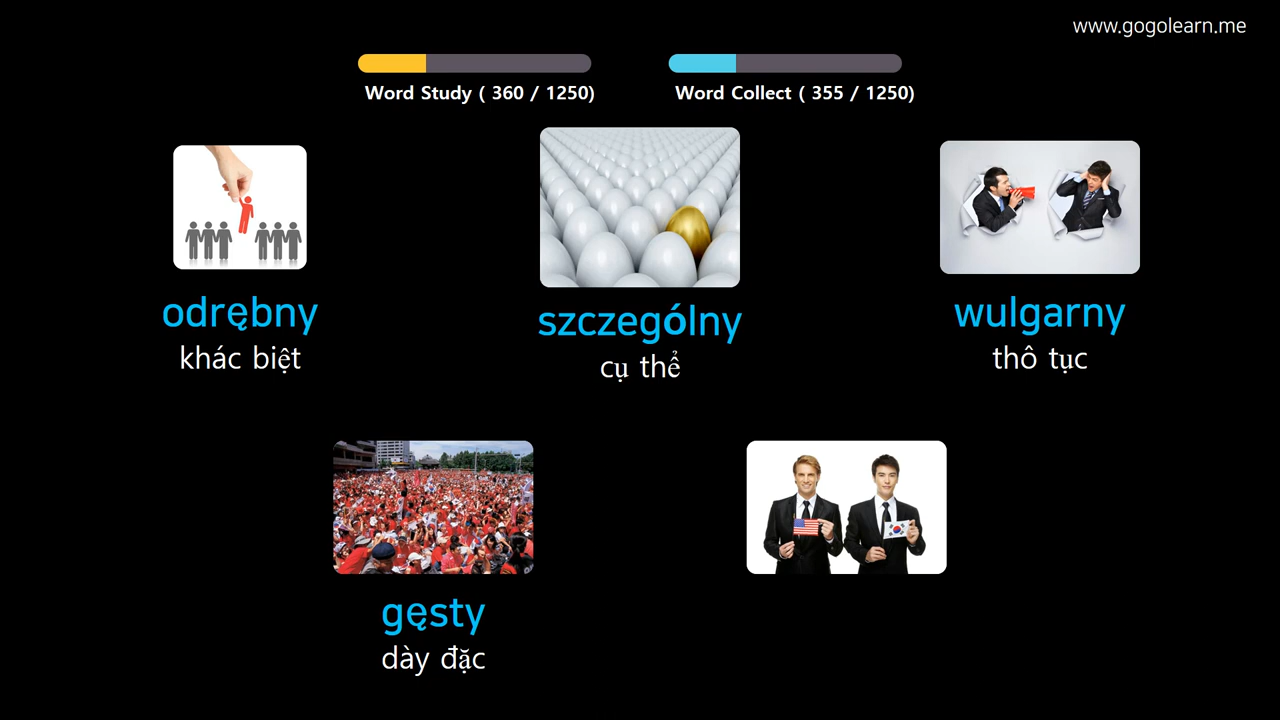 www.gogolearn.me
Word Study ( 360 / 1250)
Word Collect ( 355 / 1250)
odrębny
khác biệt
szczególny
cụ thể
wulgarny
thô tục
gęsty
dày đặc